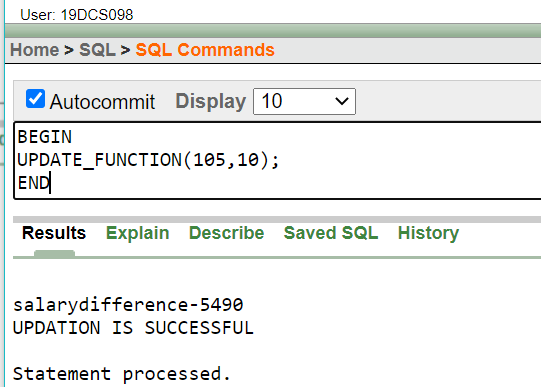 User: 19DCS098
Home > SQL > SQL Commands
Autocommit Display 10
BEGIN
UPDATE_FUNCTION(105,10);
END
Results Explain Describe Saved SQL History
salarydifference-5490
UPDATION IS SUCCESSFUL
Statement processed.